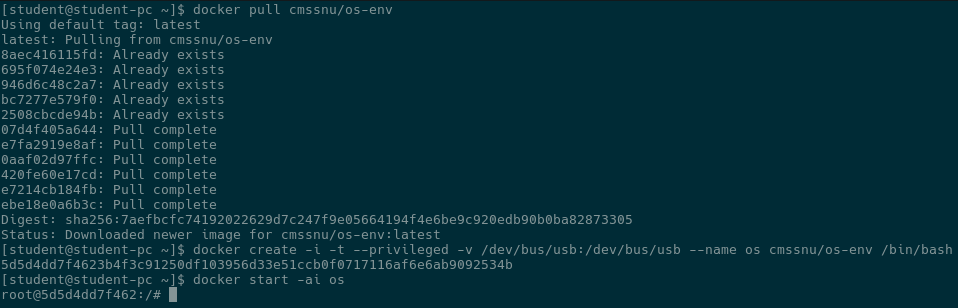 [student@student-pc ~]$ docker pull cmssnu/os-env
Using default tag: latest
latest: Pulling from cmssnu/os-env
8aec416115fd: Already exists
695f074e24e3: Already exists
946d6c48c2a7: Already exists
bc7277e579f0: Already exists
2508cbcde94b: Already exists
07d4f405a644: Pull complete
e7fa2919e8af: Pull complete
0aaf02d97ffc: Pull complete
420fe60e17cd: Pull complete
e7214cb184fb: Pull complete
ebe18e0a6b3c: Pull complete
Digest: sha256:7aefbcfc74192022629d7c247f9e05664194f4e6be9c920edb90b0ba82873305
Status: Downloaded newer image for cmssnu/os-env:latest
[student@student-pc ~]$ docker create -i -t --privileged -v /dev/bus/usb:/dev/bus/usb --name os cmssnu/os-env /bin/bash
5d5d4dd7f4623b4f3c91250df103956d33e51ccb0f0717116af6e6ab9092534b
[student@student-pc ~]$ docker start -ai os
root@5d5d4dd7f462:/#